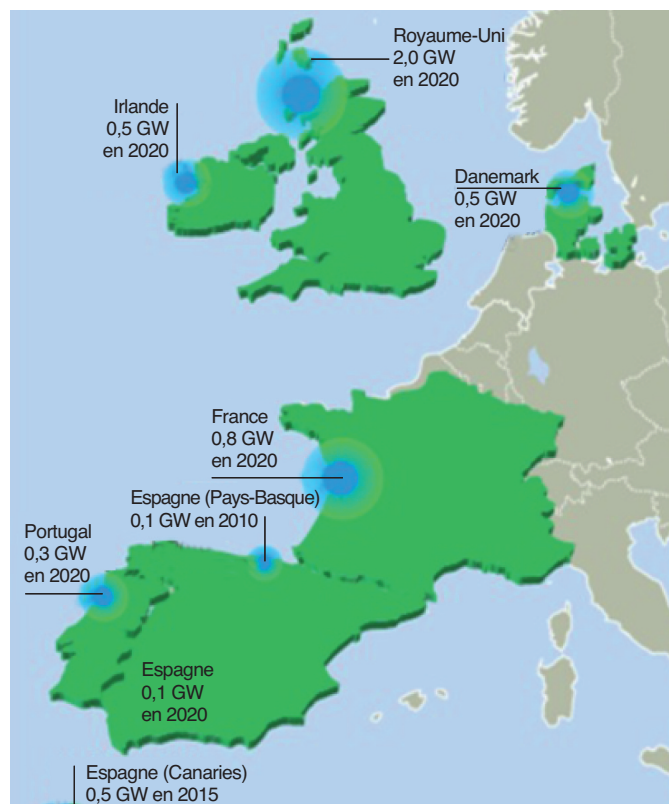 Royaume-Uni
2,0 GW
en 2020
Irlande
0,5 GW
en 2020
Danemark
0,5 GW
en 2020
France
0,8 GW
en 2020
Espagne (Pays-Basque)
0,1 GW en 2010
Portugal
0,3 GW
en 2020
Espagne
0,1 GW
en 2020
Espagne (Canaries)
0,5 GW en 2015